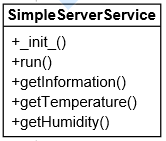 SimpleServerService
+_init_()
+run()
+getInformation()
+getTemperature()
+getHumidity()